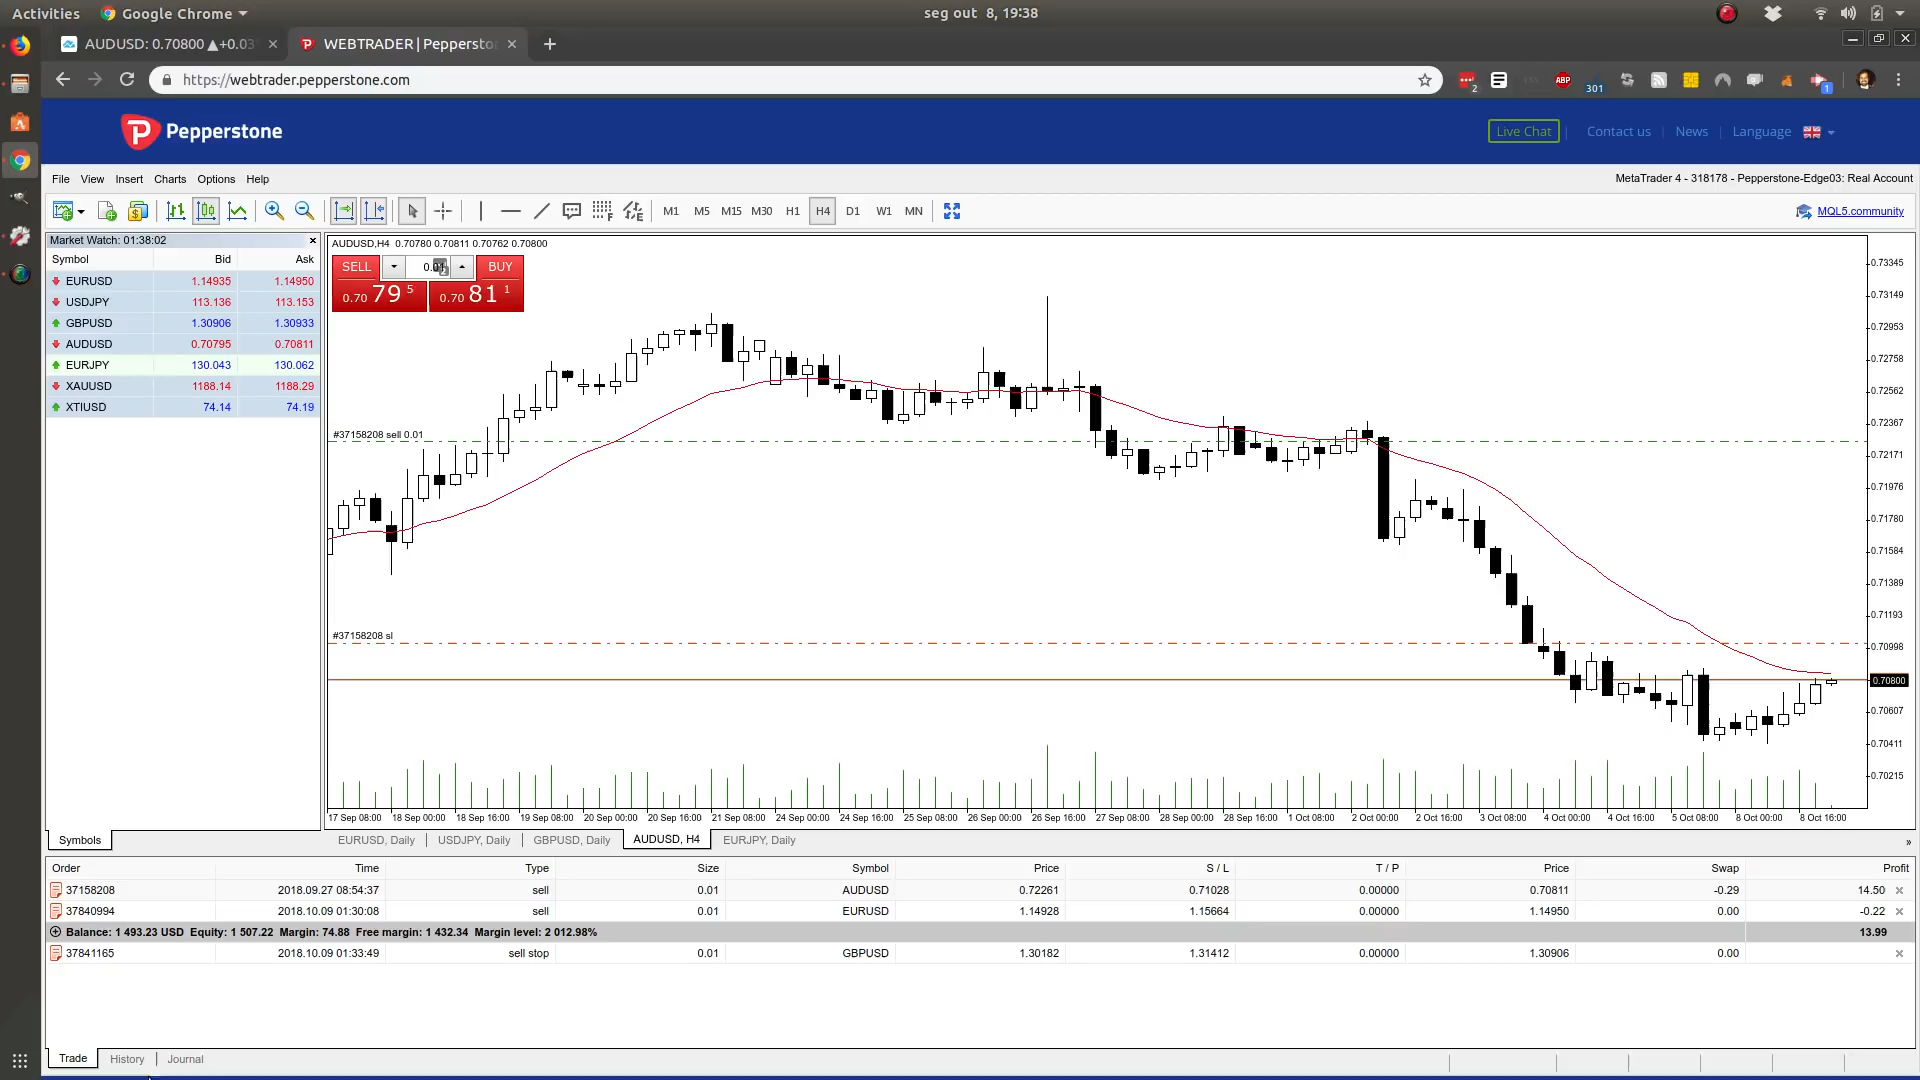 Activities Google Chrome seg out 8, 19:38
AUDUSD: 0.70800 ▲+0.03 WEBTRADER | Peppersto
https://webtrader.pepperstone.com
2 ABP 301 1
Pepperstone
Live Chat Contact us News Language
File View Insert Charts Options Help MetaTrader 4 - 318178 - Pepperstone-Edge03: Real Account
M1 M5 M15 M30 H1 H4 D1 W1 MN MQL5.community
Market Watch: 01:38:02
Symbol Bid Ask
EURUSD 1.14935 1.14950
USDJPY 113.136 113.153
GBPUSD 1.30906 1.30933
AUDUSD 0.70795 0.70811
EURJPY 130.043 130.062
XAUUSD 1188.14 1188.29
XTIUSD 74.14 74.19
Symbols
AUDUSD,H4 0.70780 0.70811 0.70762 0.70800
SELL 0.01 BUY
0.70 79 5 0.70 81 1
#37158208 sell 0.01
#37158208 sl
0.73345
0.73149
0.72953
0.72758
0.72562
0.72367
0.72171
0.71976
0.71780
0.71584
0.71389
0.71193
0.70998
0.70800
0.70607
0.70411
0.70215
17 Sep 08:00 18 Sep 00:00 18 Sep 16:00 19 Sep 08:00 20 Sep 00:00 20 Sep 16:00 21 Sep 08:00 24 Sep 00:00 24 Sep 16:00 25 Sep 08:00 26 Sep 00:00 26 Sep 16:00 27 Sep 08:00 28 Sep 00:00 28 Sep 16:00 1 Oct 08:00 2 Oct 00:00 2 Oct 16:00 3 Oct 08:00 4 Oct 00:00 4 Oct 16:00 5 Oct 08:00 8 Oct 00:00 8 Oct 16:00
EURUSD, Daily USDJPY, Daily GBPUSD, Daily AUDUSD, H4 EURJPY, Daily »
Order Time Type Size Symbol Price S / L T / P Price Swap Profit
37158208 2018.09.27 08:54:37 sell 0.01 AUDUSD 0.72261 0.71028 0.00000 0.70811 -0.29 14.50
37840994 2018.10.09 01:30:08 sell 0.01 EURUSD 1.14928 1.15664 0.00000 1.14950 0.00 -0.22
Balance: 1 493.23 USD Equity: 1 507.22 Margin: 74.88 Free margin: 1 432.34 Margin level: 2 012.98% 13.99
37841165 2018.10.09 01:33:49 sell stop 0.01 GBPUSD 1.30182 1.31412 0.00000 1.30906 0.00
Trade History Journal